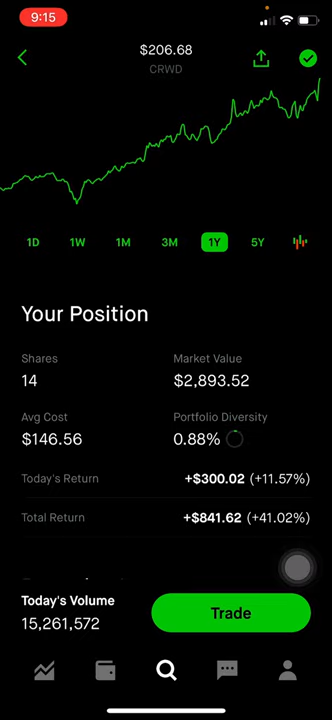 9:15
$206.68
CRWD
1D 1W 1M 3M 1Y 5Y
Your Position
Shares Market Value
14 $2,893.52
Avg Cost Portfolio Diversity
$146.56 0.88%
Today's Return +$300.02 (+11.57%)
Total Return +$841.62 (+41.02%)
Today's Volume
15,261,572
Trade